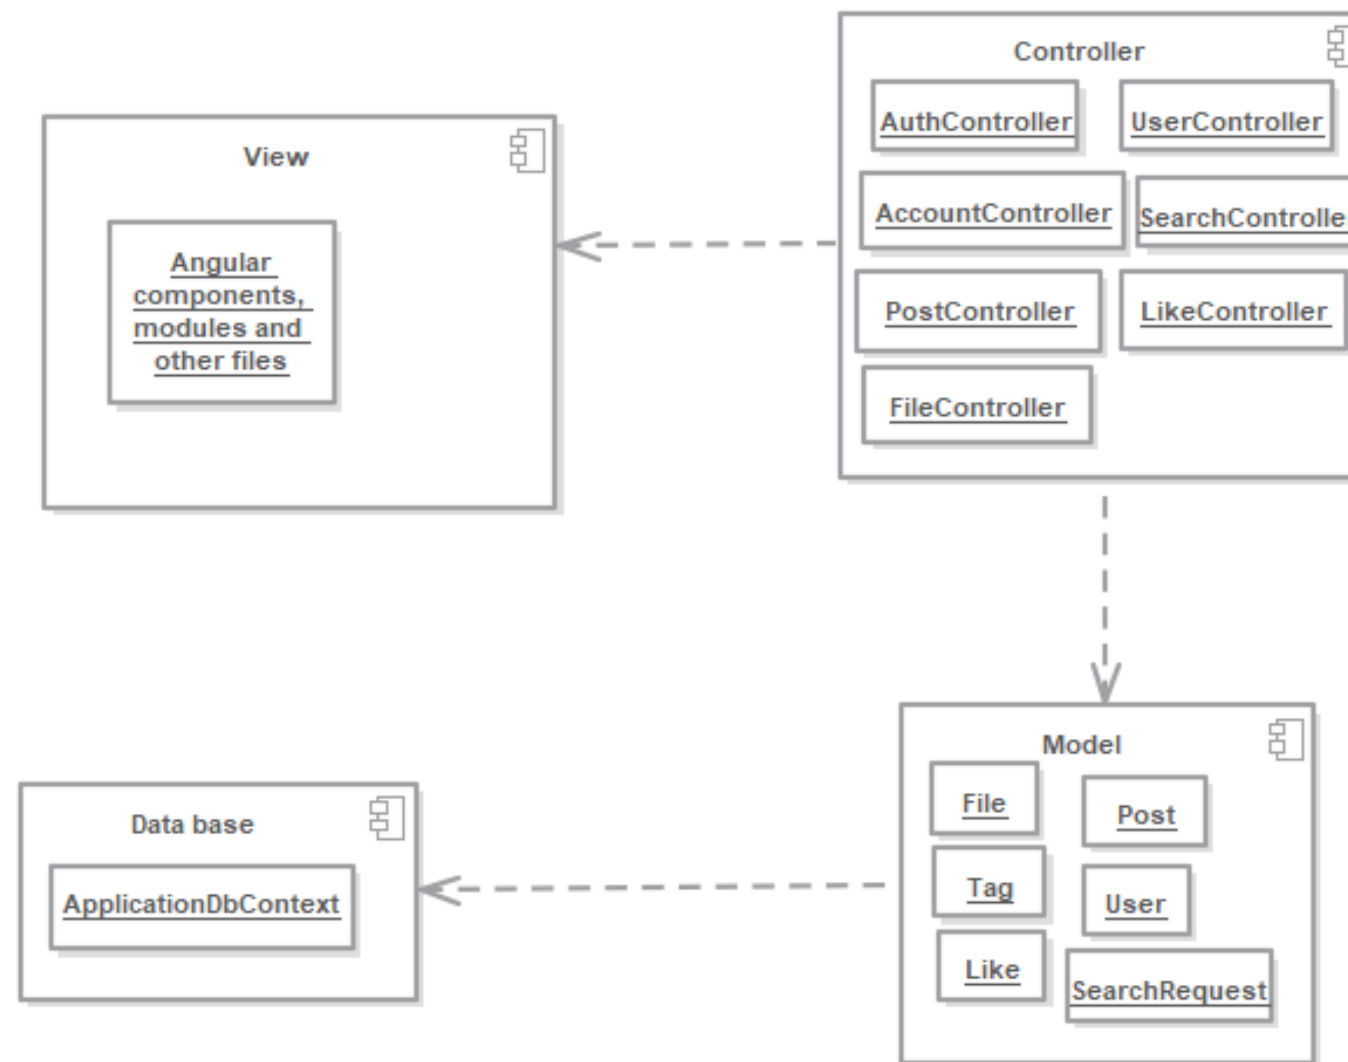 Controller
AuthController
UserController
View
AccountController
SearchController
Angular
components,
modules and
other files
PostController
LikeController
FileController
Model
File
Post
Data base
Tag
User
ApplicationDbContext
Like
SearchRequest